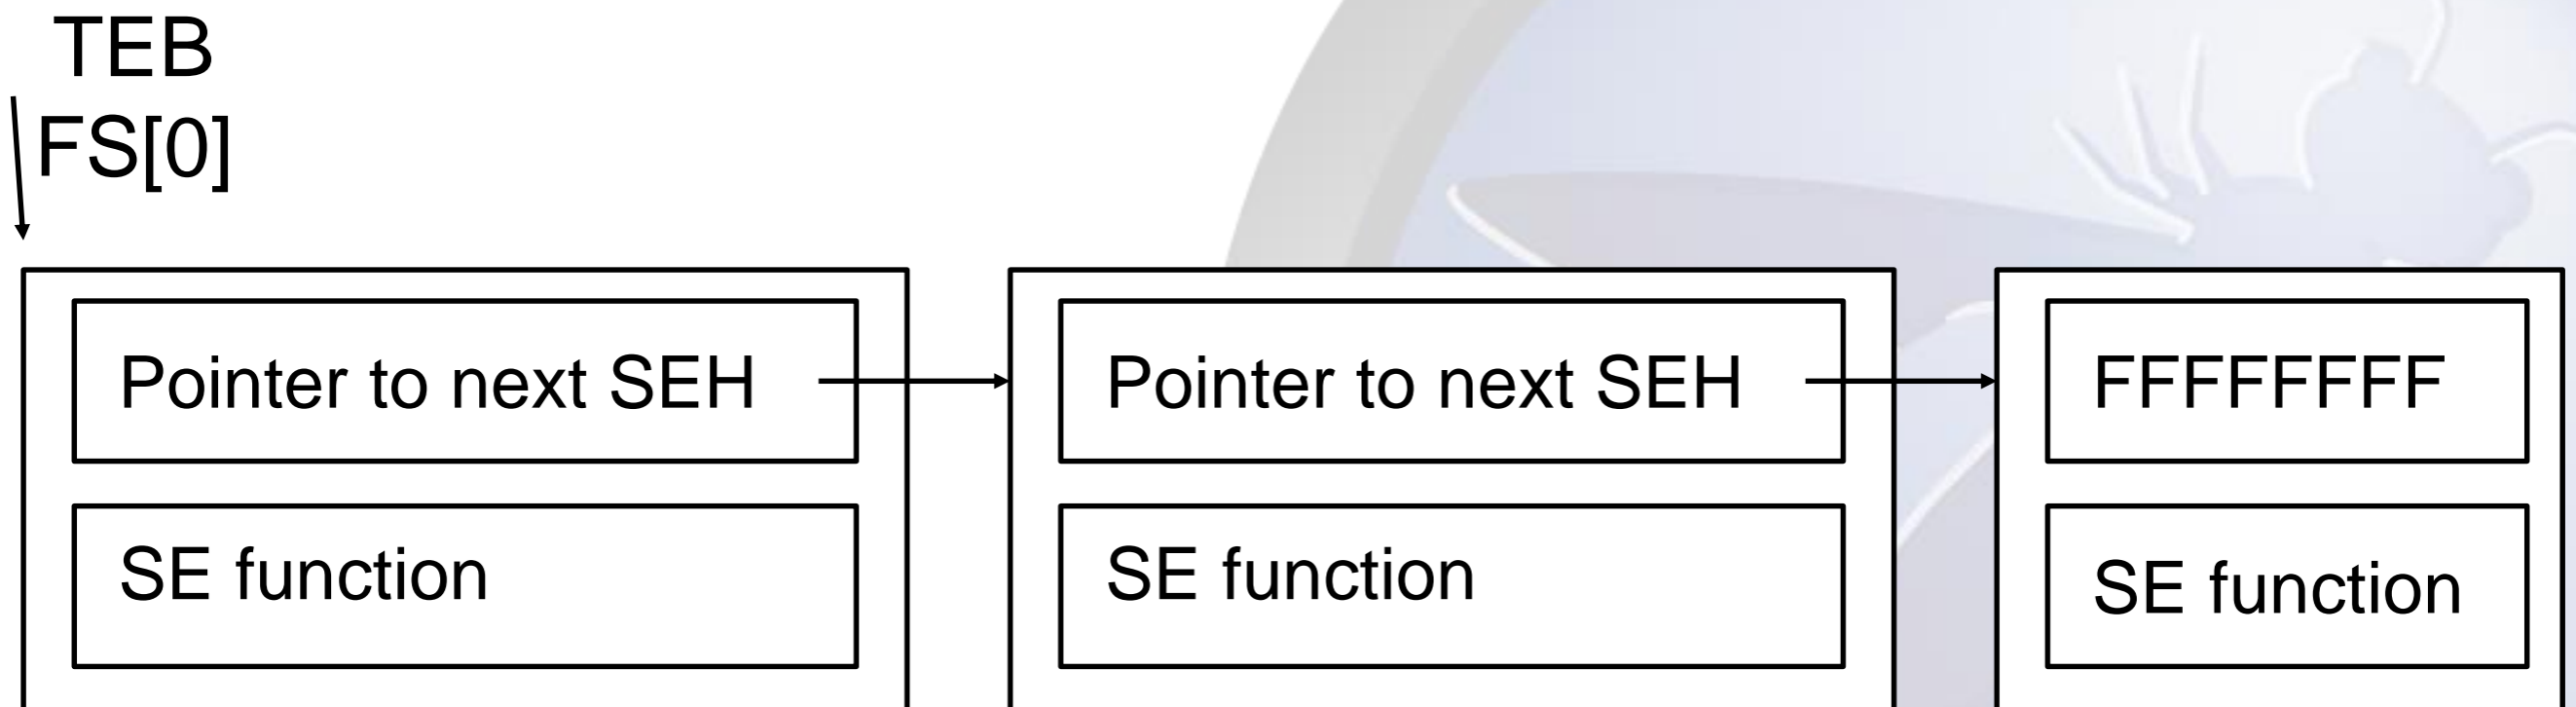 TEB
FS[0]
Pointer to next SEH
Pointer to next SEH
FFFFFFFF
SE function
SE function
SE function